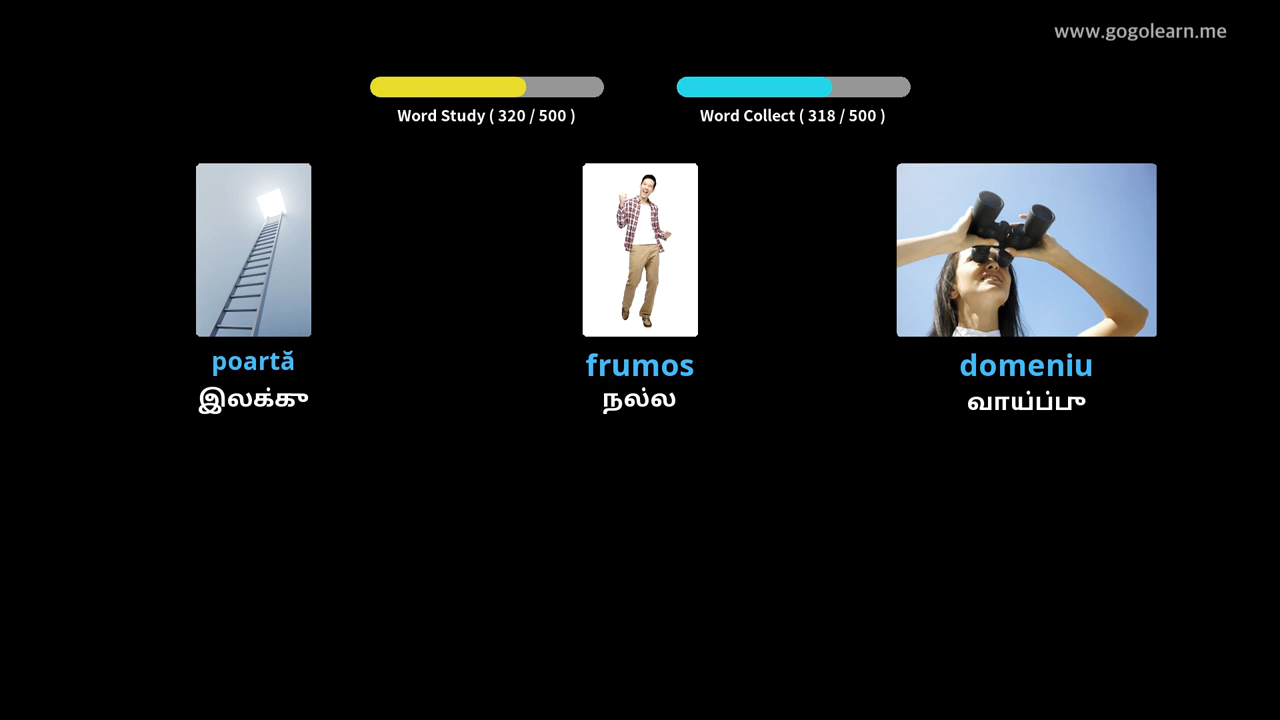 www.gogolearn.me
Word Study ( 320 / 500 )
Word Collect ( 318 / 500 )
poartă
இலக்கு
frumos
நல்ல
domeniu
வாய்ப்பு